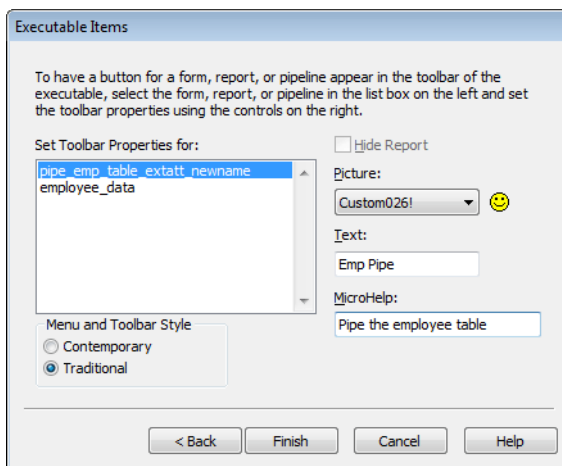 Executable Items
To have a button for a form, report, or pipeline appear in the toolbar of the
executable, select the form, report, or pipeline in the list box on the left and set
the toolbar properties using the controls on the right.
Set Toolbar Properties for:
pipe_emp_table_extatt_newname
employee_data
Hide Report
Picture:
Custom026!
Text:
Emp Pipe
MicroHelp:
Pipe the employee table
Menu and Toolbar Style
Contemporary
Traditional
< Back Finish Cancel Help